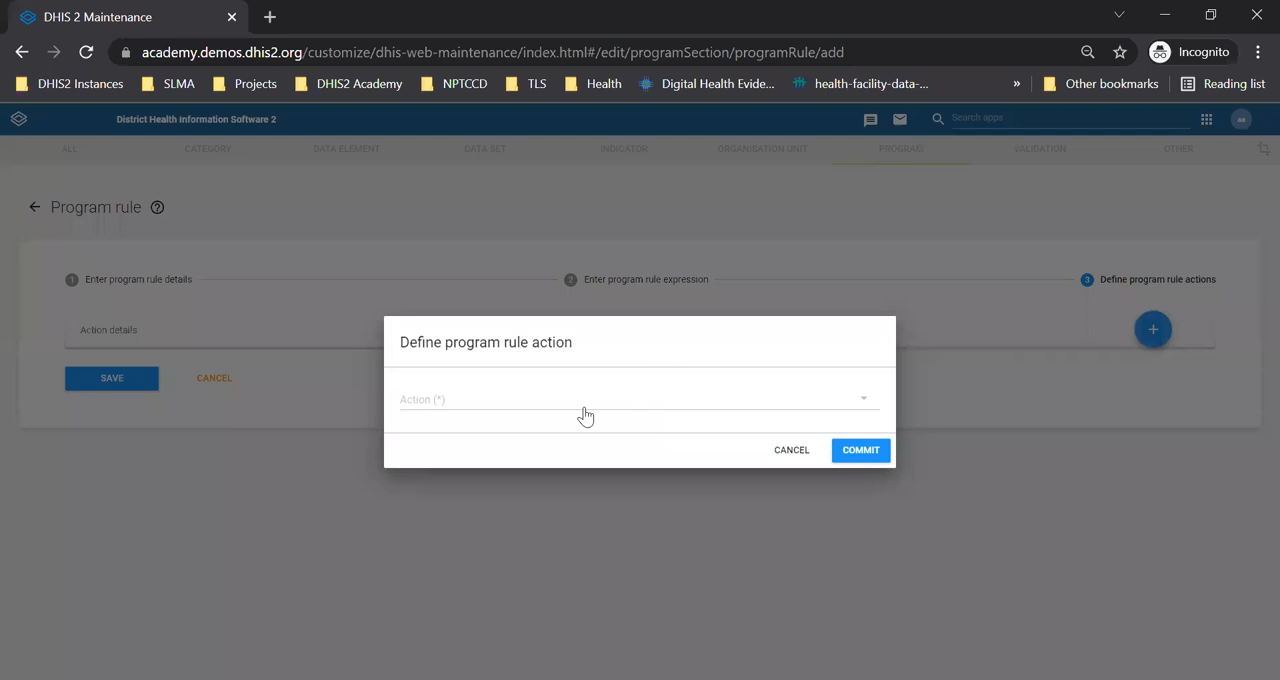 DHIS 2 Maintenance
academy.demos.dhis2.org/customize/dhis-web-maintenance/index.html#/edit/programSection/programRule/add
Incognito
DHIS2 Instances SLMA Projects DHIS2 Academy NPTCCD TLS Health Digital Health Evide... health-facility-data-... » Other bookmarks Reading list
District Health Information Software 2 Search apps aa
ALL CATEGORY DATA ELEMENT DATA SET INDICATOR ORGANISATION UNIT PROGRAM VALIDATION OTHER
Program rule
1 Enter program rule details 2 Enter program rule expression 3 Define program rule actions
Action details
SAVE CANCEL
Define program rule action
Action (*)
CANCEL COMMIT